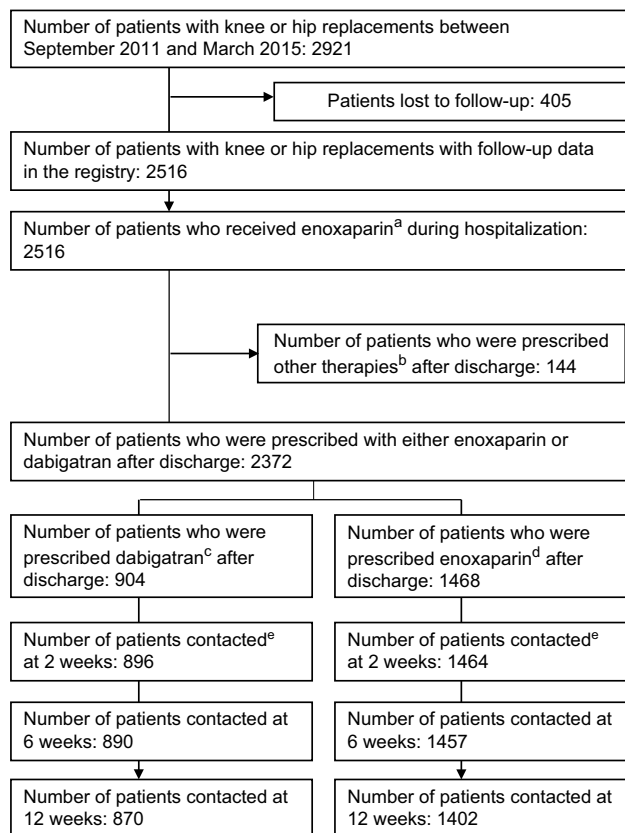 Number of patients with knee or hip replacements between
September 2011 and March 2015: 2921
Patients lost to follow-up: 405
Number of patients with knee or hip replacements with follow-up data
in the registry: 2516
Number of patients who received enoxaparinᵃ during hospitalization:
2516
Number of patients who were prescribed
other therapiesᵇ after discharge: 144
Number of patients who were prescribed with either enoxaparin or
dabigatran after discharge: 2372
Number of patients who were
prescribed dabigatranᶜ after
discharge: 904
Number of patients who were
prescribed enoxaparinᵈ after
discharge: 1468
Number of patients contactedᵉ
at 2 weeks: 896
Number of patients contactedᵉ
at 2 weeks: 1464
Number of patients contacted at
6 weeks: 890
Number of patients contacted at
6 weeks: 1457
Number of patients contacted at
12 weeks: 870
Number of patients contacted at
12 weeks: 1402